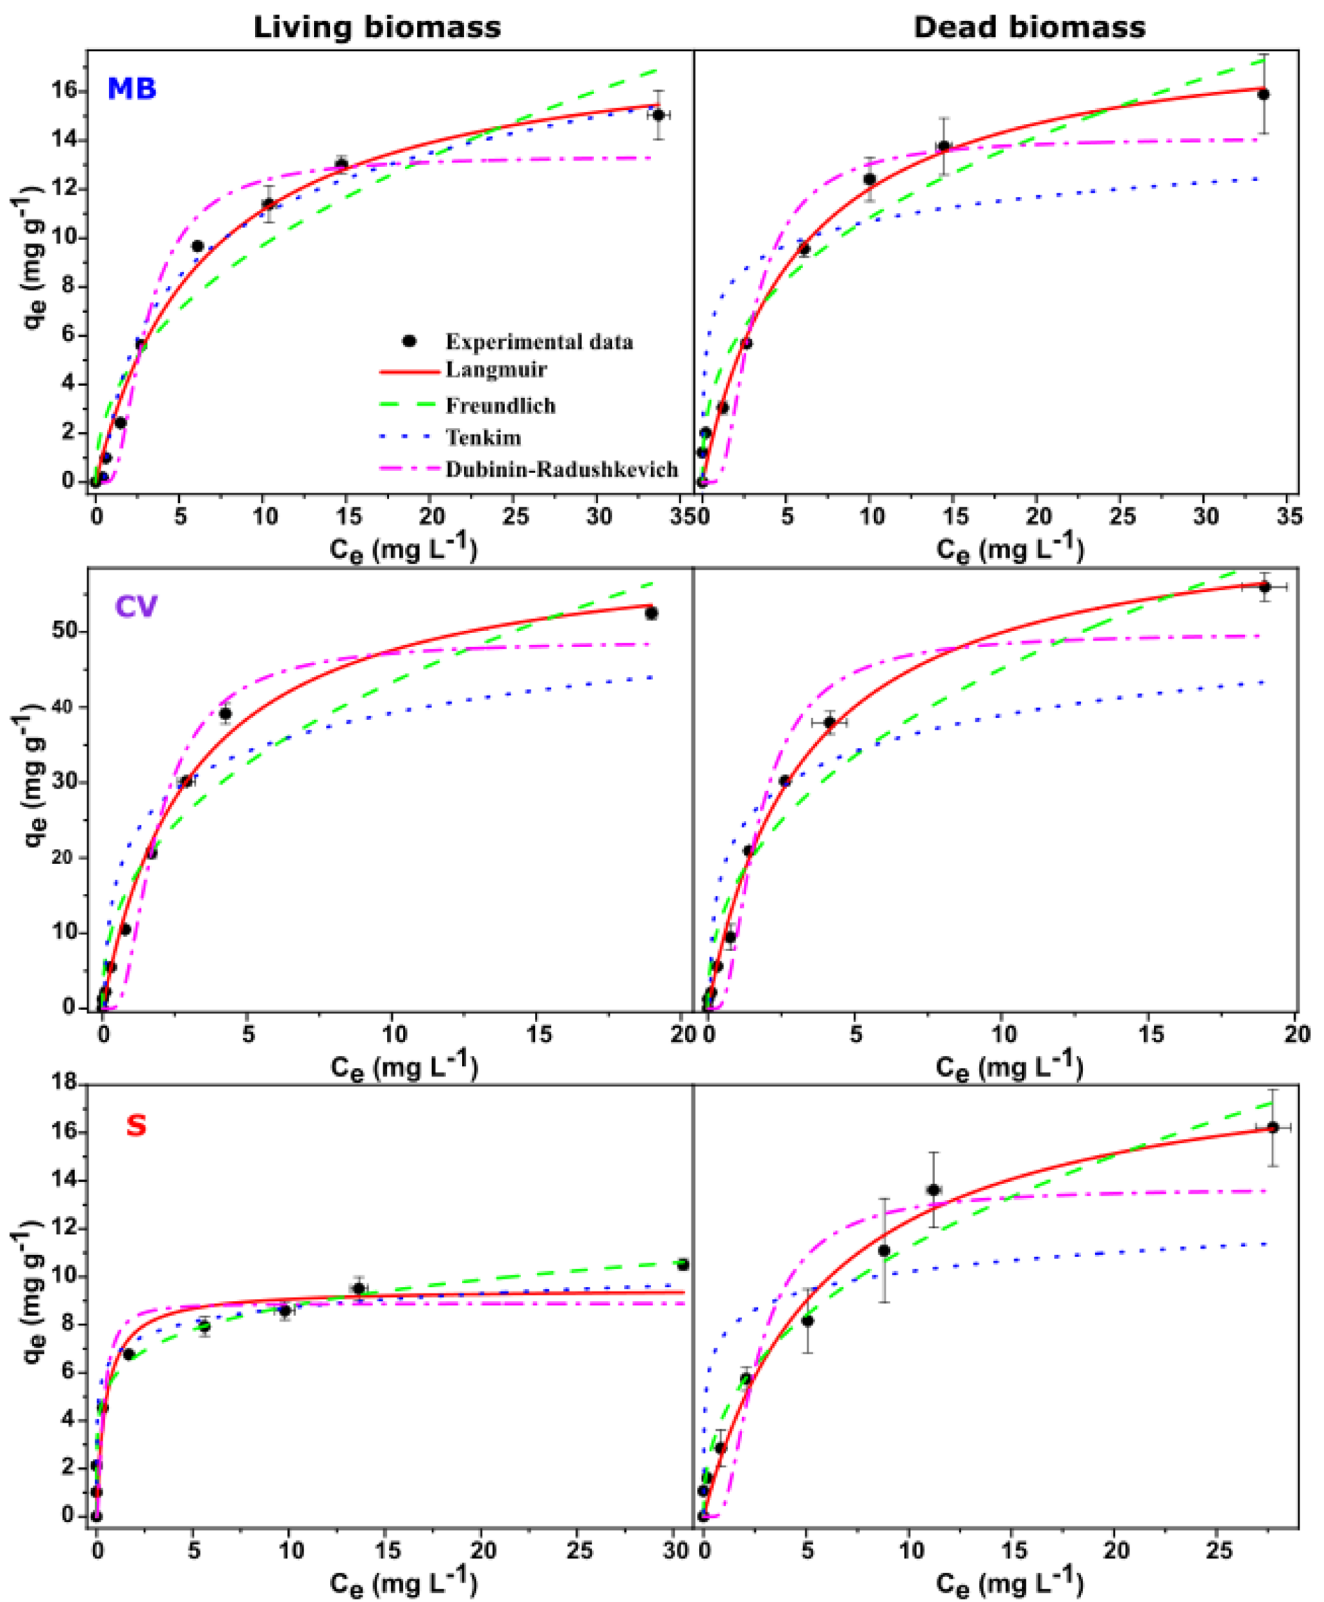 Living biomass Dead biomass
MB
16
14
12
10
8
6
4
2
0
qe (mg g-1)
Experimental data
Langmuir
Freundlich
Tenkim
Dubinin-Radushkevich
0 5 10 15 20 25 30 35 0 5 10 15 20 25 30 35
Ce (mg L-1) Ce (mg L-1)
CV
50
40
30
20
10
0
qe (mg g-1)
0 5 10 15 20 0 5 10 15 20
Ce (mg L-1) Ce (mg L-1)
S
18
16
14
12
10
8
6
4
2
0
qe (mg g-1)
0 5 10 15 20 25 30 0 5 10 15 20 25
Ce (mg L-1) Ce (mg L-1)